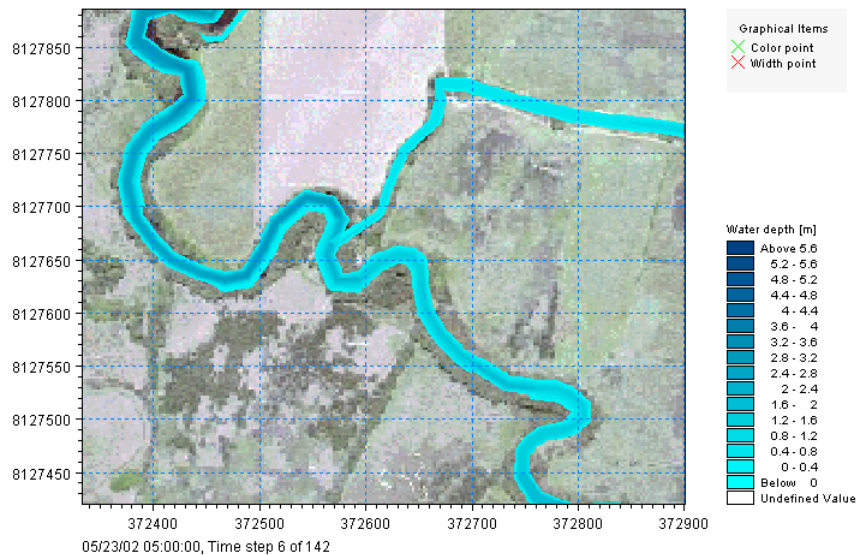 Graphical Items
Color point
Width point
8127850
8127800
8127750
8127700
8127650
8127600
8127550
8127500
8127450
372400
372500
372600
372700
372800
372900
05/23/02 05:00:00, Time step 6 of 142
Water depth [m]
Above 5.6
5.2 - 5.6
4.8 - 5.2
4.4 - 4.8
4 - 4.4
3.6 - 4
3.2 - 3.6
2.8 - 3.2
2.4 - 2.8
2 - 2.4
1.6 - 2
1.2 - 1.6
0.8 - 1.2
0.4 - 0.8
0 - 0.4
Below 0
Undefined Value